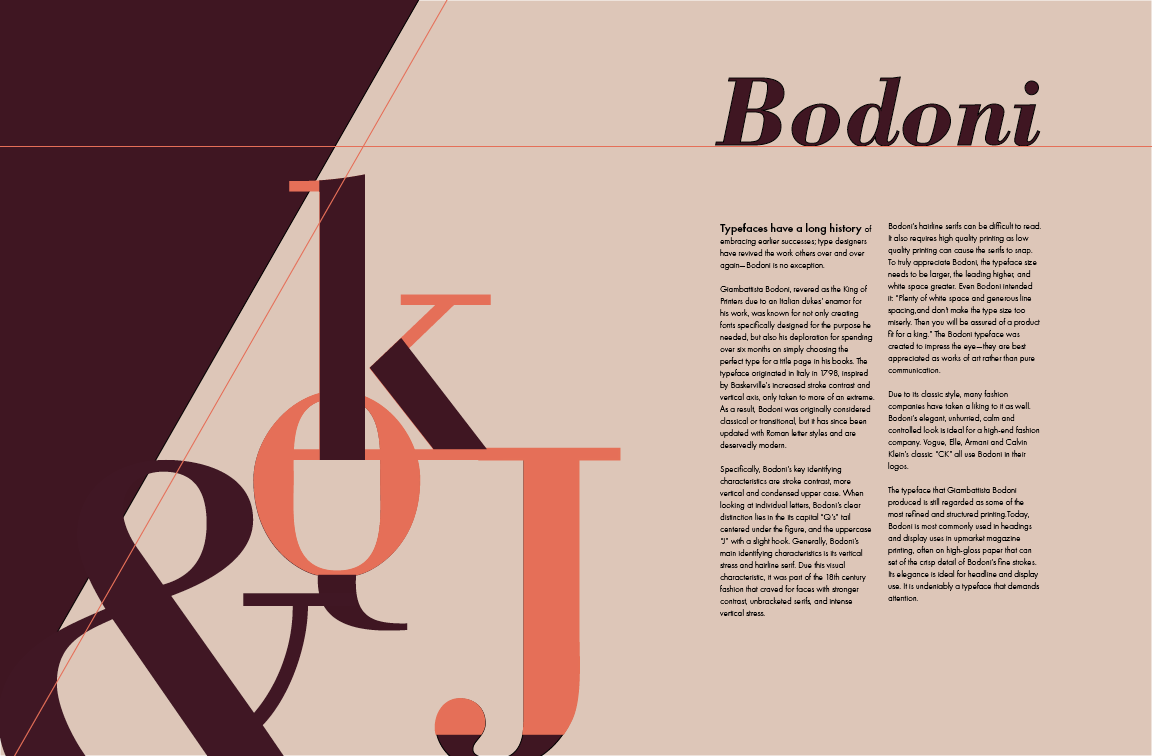 Bodoni
k
Q
&
J
Typefaces have a long history of
embracing earlier successes; type designers
have revived the work others over and over
again—Bodoni is no exception.
Giambattista Bodoni, revered as the King of
Printers due to an Italian dukes' enamor for
his work, was known for not only creating
fonts specifically designed for the purpose he
needed, but also his deploration for spending
over six months on simply choosing the
perfect type for a title page in his books. The
typeface originated in Italy in 1798, inspired
by Baskerville's increased stroke contrast and
vertical axis, only taken to more of an extreme.
As a result, Bodoni was originally considered
classical or transitional, but it has since been
updated with Roman letter styles and are
deservedly modern.
Specifically, Bodoni's key identifying
characteristics are stroke contrast, more
vertical and condensed upper case. When
looking at individual letters, Bodoni's clear
distinction lies in the its capital "Q's" tail
centered under the figure, and the uppercase
"J" with a slight hook. Generally, Bodoni's
main identifying characteristics is its vertical
stress and hairline serif. Due this visual
characteristic, it was part of the 18th century
fashion that craved for faces with stronger
contrast, unbracketed serifs, and intense
vertical stress.
Bodoni's hairline serifs can be difficult to read.
It also requires high quality printing as low
quality printing can cause the serifs to snap.
To truly appreciate Bodoni, the typeface size
needs to be larger, the leading higher, and
white space greater. Even Bodoni intended
it: "Plenty of white space and generous line
spacing,and don't make the type size too
miserly. Then you will be assured of a product
fit for a king." The Bodoni typeface was
created to impress the eye—they are best
appreciated as works of art rather than pure
communication.
Due to its classic style, many fashion
companies have taken a liking to it as well.
Bodoni's elegant, unhurried, calm and
controlled look is ideal for a high-end fashion
company. Vogue, Elle, Armani and Calvin
Klein's classic "CK" all use Bodoni in their
logos.
The typeface that Giambattista Bodoni
produced is still regarded as some of the
most refined and structured printing.Today,
Bodoni is most commonly used in headings
and display uses in upmarket magazine
printing, often on high-gloss paper that can
set of the crisp detail of Bodoni's fine strokes.
Its elegance is ideal for headline and display
use. It is undeniably a typeface that demands
attention.